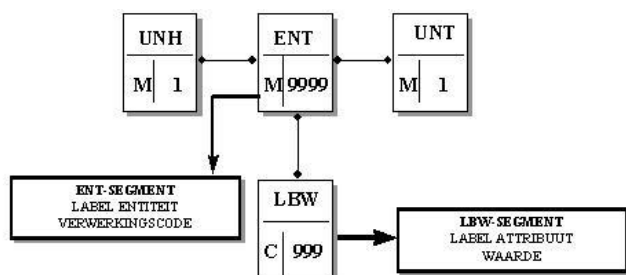 UNH
ENT
UNT
M 1
M 9999
M 1
ENT-SEGMENT
LABEL ENTITEIT
VERWERKINGSCODE
LBW
C 999
LBW-SEGMENT
LABEL ATTRIBUUT
WAARDE